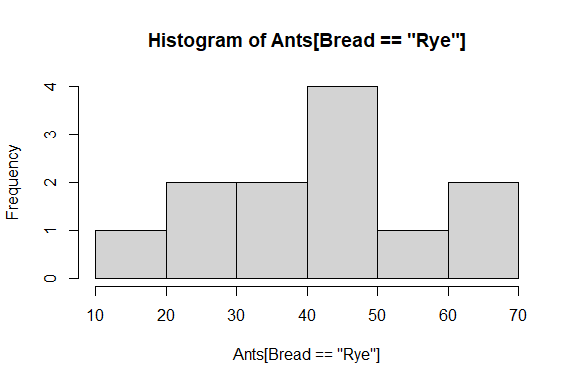 Histogram of Ants[Bread == "Rye"]
Frequency
4
3
2
1
0
10 20 30 40 50 60 70
Ants[Bread == "Rye"]